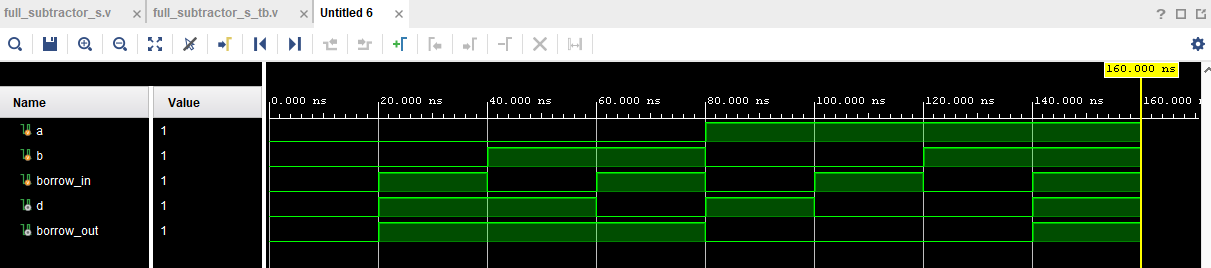 full_subtractor_s.v × full_subtractor_s_tb.v × Untitled 6 ×
?
160.000 ns
Name Value
0.000 ns 20.000 ns 40.000 ns 60.000 ns 80.000 ns 100.000 ns 120.000 ns 140.000 ns 160.000 ns
a 1
b 1
borrow_in 1
d 1
borrow_out 1